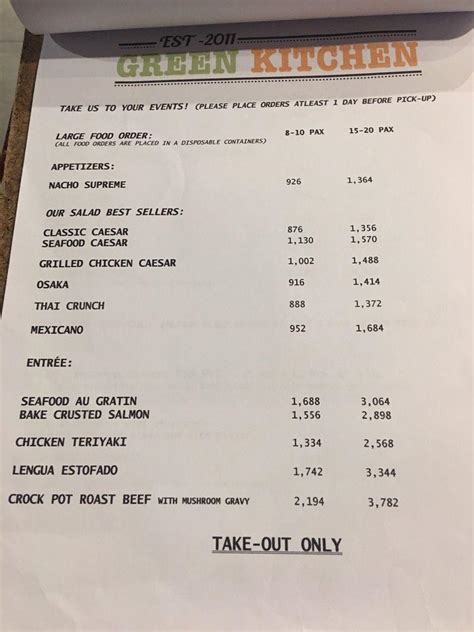 EST -2011
GREEN KITCHEN
TAKE US TO YOUR EVENTS! (PLEASE PLACE ORDERS ATLEAST 1 DAY BEFORE PICK-UP)
LARGE FOOD ORDER: 8-10 PAX 15-20 PAX
(ALL FOOD ORDERS ARE PLACED IN A DISPOSABLE CONTAINERS)
APPETIZERS:
NACHO SUPREME 926 1,364
OUR SALAD BEST SELLERS:
CLASSIC CAESAR 876 1,356
SEAFOOD CAESAR 1,130 1,570
GRILLED CHICKEN CAESAR 1,002 1,488
OSAKA 916 1,414
THAI CRUNCH 888 1,372
MEXICANO 952 1,684
ENTRÉE:
SEAFOOD AU GRATIN 1,688 3,064
BAKE CRUSTED SALMON 1,556 2,898
CHICKEN TERIYAKI 1,334 2,568
LENGUA ESTOFADO 1,742 3,344
CROCK POT ROAST BEEF WITH MUSHROOM GRAVY 2,194 3,782
TAKE-OUT ONLY